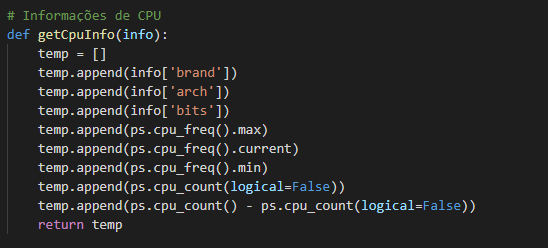 # Informações de CPU
def getCpuInfo(info):
    temp = []
    temp.append(info['brand'])
    temp.append(info['arch'])
    temp.append(info['bits'])
    temp.append(ps.cpu_freq().max)
    temp.append(ps.cpu_freq().current)
    temp.append(ps.cpu_freq().min)
    temp.append(ps.cpu_count(logical=False))
    temp.append(ps.cpu_count() - ps.cpu_count(logical=False))
    return temp